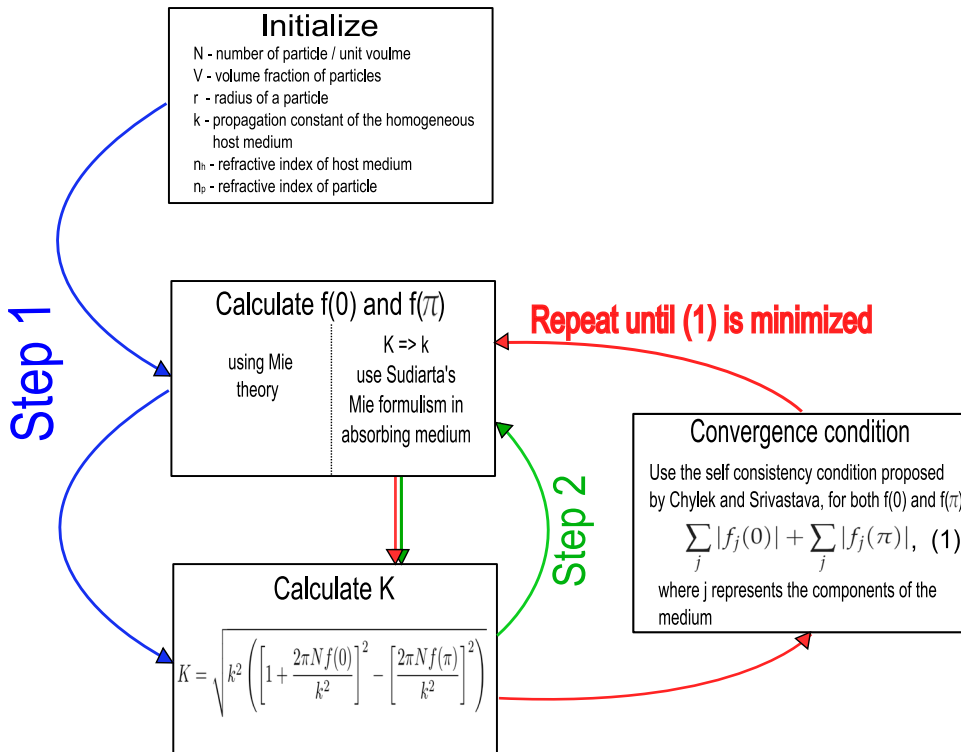 Initialize
N - number of particle / unit voulme
V - volume fraction of particles
r - radius of a particle
k - propagation constant of the homogeneous
host medium
nₕ - refractive index of host medium
nₚ - refractive index of particle
Step 1
Calculate f(0) and f(π)
using Mie
theory
K => k
use Sudiarta's
Mie formulism in
absorbing medium
Repeat until (1) is minimized
Step 2
Calculate K
K = √(k² ([1 + 2πNf(0)/k²]² − [2πNf(π)/k²]²))
Convergence condition
Use the self consistency condition proposed
by Chylek and Srivastava, for both f(0) and f(π)
∑ⱼ |fⱼ(0)| + ∑ⱼ |fⱼ(π)|, (1)
where j represents the components of the
medium